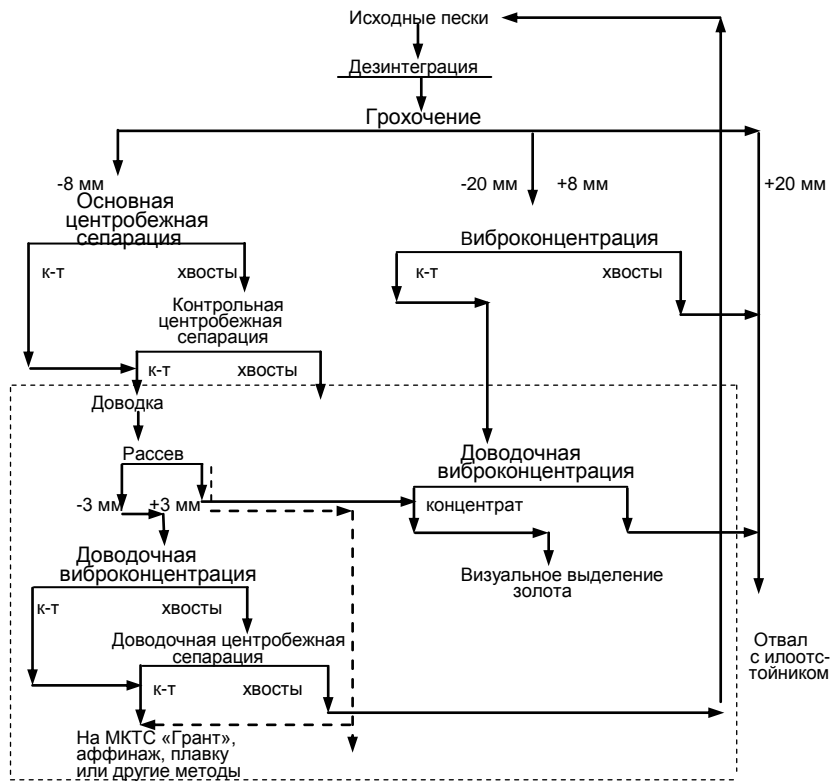 Исходные пески
Дезинтеграция
Грохочение
-8 мм
-20 мм
+8 мм
+20 мм
Основная
центробежная
сепарация
Виброконцентрация
к-т
хвосты
к-т
хвосты
Контрольная
центробежная
сепарация
к-т
хвосты
Доводка
Рассев
Доводочная
виброконцентрация
-3 мм
+3 мм
концентрат
Доводочная
виброконцентрация
Визуальное выделение
золота
к-т
хвосты
Доводочная центробежная
сепарация
Отвал
с илоотс-
тойником
к-т
хвосты
На МКТС «Грант»,
аффинаж, плавку
или другие методы